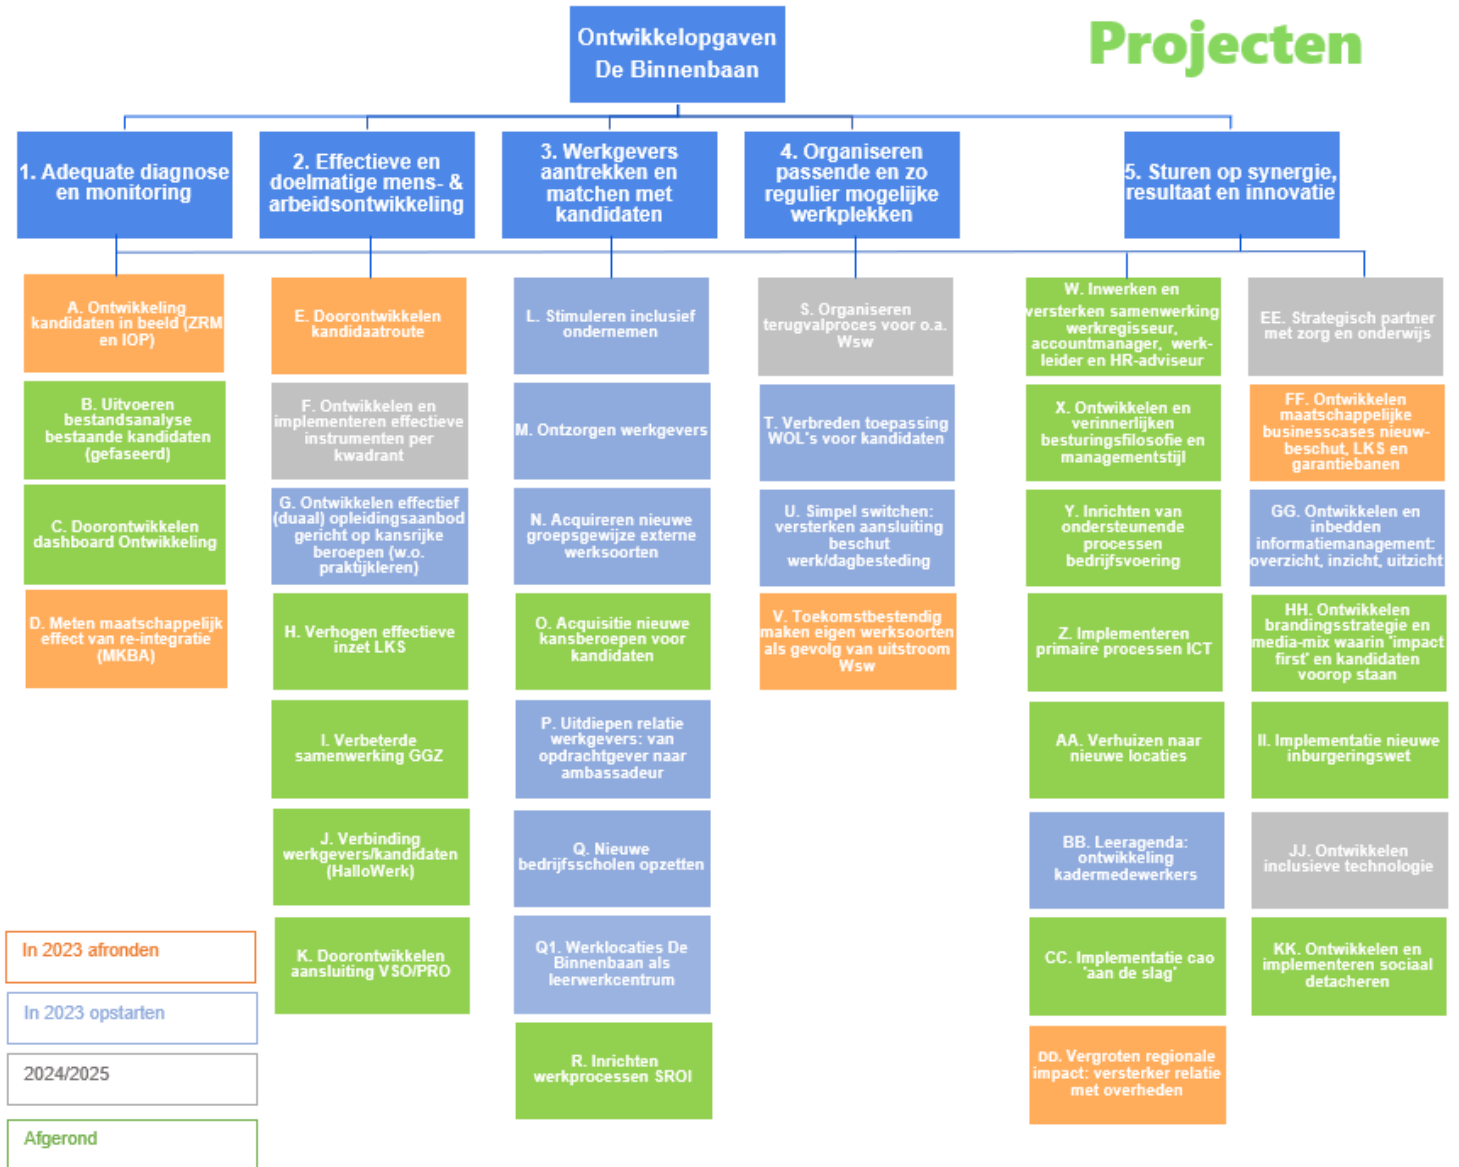 Projecten
Ontwikkelopgaven
De Binnenbaan
1. Adequate diagnose
en monitoring
2. Effectieve en
doelmatige mens- &
arbeidsontwikkeling
3. Werkgevers
aantrekken en
matchen met
kandidaten
4. Organiseren
passende en zo
regulier mogelijke
werkplekken
5. Sturen op synergie,
resultaat en innovatie
A. Ontwikkeling
kandidaten in beeld (ZRM
en IOP)
B. Uitvoeren
bestandsanalyse
bestaande kandidaten
(gefaseerd)
C. Doorontwikkelen
dashboard Ontwikkeling
D. Meten maatschappelijk
effect van re-integratie
(MKBA)
E. Doorontwikkelen
kandidaatroute
F. Ontwikkelen en
implementeren effectieve
instrumenten per
kwadrant
G. Ontwikkelen effectief
(duaal) opleidingsaanbod
gericht op kansrijke
beroepen (w.o.
praktijkleren)
H. Verhogen effectieve
inzet LKS
I. Verbeterde
samenwerking GGZ
J. Verbinding
werkgevers/kandidaten
(HalloWerk)
K. Doorontwikkelen
aansluiting VSO/PRO
L. Stimuleren inclusief
ondernemen
M. Ontzorgen werkgevers
N. Acquireren nieuwe
groepsgewijze externe
werksoorten
O. Acquisitie nieuwe
kansberoepen voor
kandidaten
P. Uitdiepen relatie
werkgevers: van
opdrachtgever naar
ambassadeur
Q. Nieuwe
bedrijfsscholen opzetten
Q1. Werklocaties De
Binnenbaan als
leerwerkcentrum
R. Inrichten
werkprocessen SROI
S. Organiseren
terugvalproces voor o.a.
Wsw
T. Verbreden toepassing
WOL's voor kandidaten
U. Simpel switchen:
versterken aansluiting
beschut
werk/dagbesteding
V. Toekomstbestendig
maken eigen werksoorten
als gevolg van uitstroom
Wsw
W. Inwerken en
versterken samenwerking
werkregisseur,
accountmanager, werk-
leider en HR-adviseur
X. Ontwikkelen en
verinnerlijken
besturingsfilosofie en
managementstijl
Y. Inrichten van
ondersteunende
processen
bedrijfsvoering
Z. Implementeren
primaire processen ICT
AA. Verhuizen naar
nieuwe locaties
BB. Leeragenda:
ontwikkeling
kadermedewerkers
CC. Implementatie cao
'aan de slag'
DD. Vergroten regionale
impact: versterker relatie
met overheden
EE. Strategisch partner
met zorg en onderwijs
FF. Ontwikkelen
maatschappelijke
businesscases nieuw-
beschut, LKS en
garantiebanen
GG. Ontwikkelen en
inbedden
informatiemanagement:
overzicht, inzicht, uitzicht
HH. Ontwikkelen
brandingsstrategie en
media-mix waarin 'impact
first' en kandidaten
voorop staan
II. Implementatie nieuwe
inburgeringswet
JJ. Ontwikkelen
inclusieve technologie
KK. Ontwikkelen en
implementeren sociaal
detacheren
In 2023 afronden
In 2023 opstarten
2024/2025
Afgerond